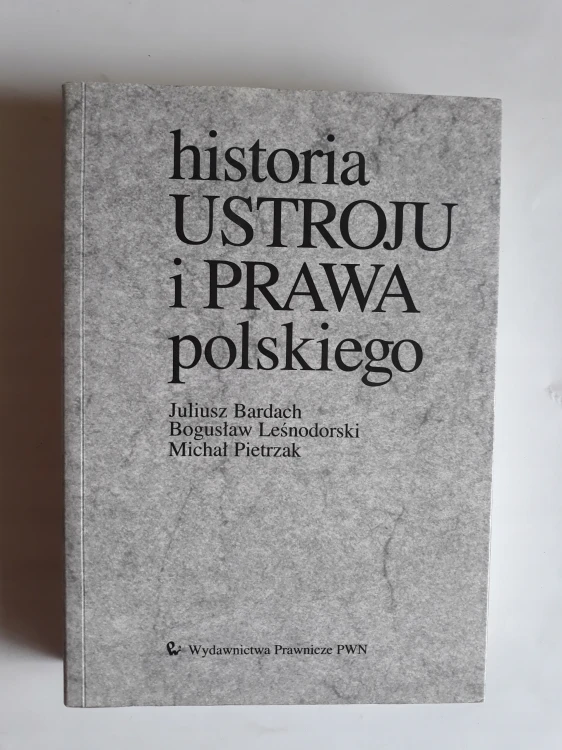 historia
USTROJU
i PRAWA
polskiego
Juliusz Bardach
Bogusław Leśnodorski
Michał Pietrzak
Wydawnictwa Prawnicze PWN